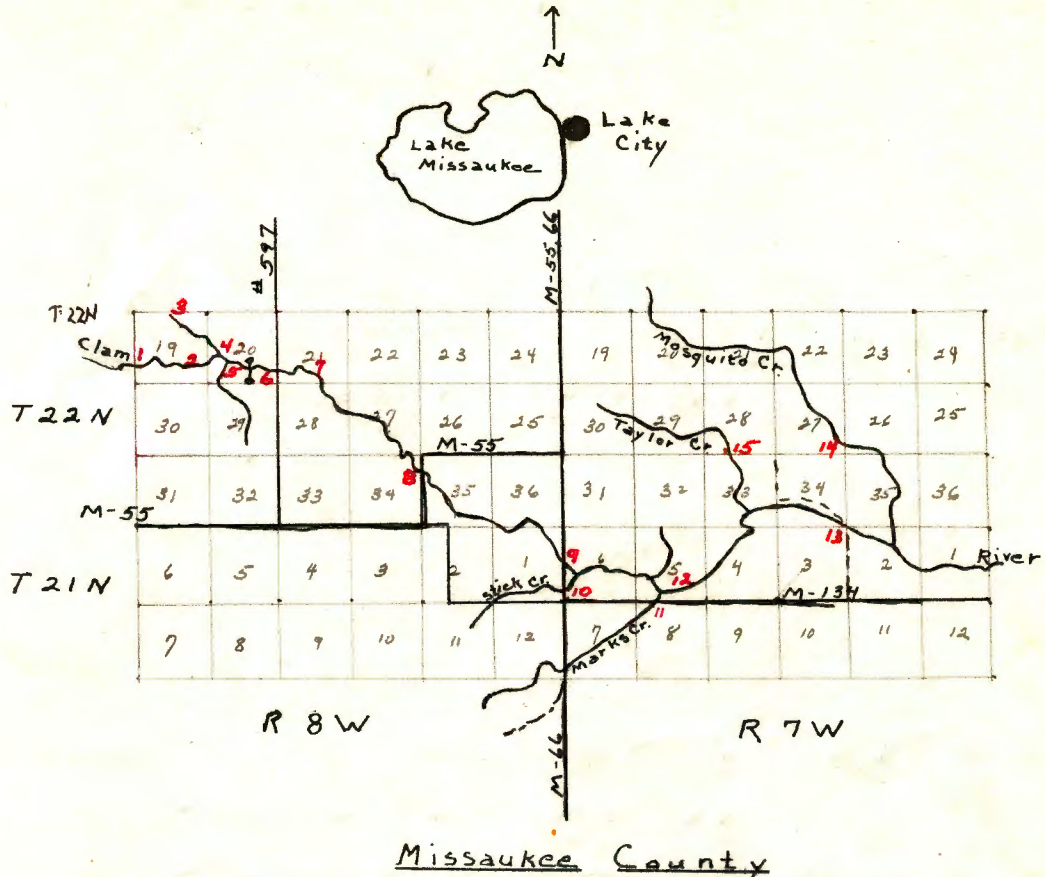 N
Lake
City
Lake
Missaukee
# 597
M-55,66
T-22N
3
Clam 1 19 2 4 20 21 22 23 24 19 20 21 22 23 24
5 6 7
Mosquito Cr.
T 22 N
30 29 28 27 26 25 30 29 28 27 26 25
Taylor Cr
15 14
M-55
8
31 32 33 34 35 36 31 32 33 34 35 36
M-55
13
9
T 21 N
6 5 4 3 2 1 6 5 4 3 2 1
River
12
Stick Cr.
10
M-134
11
7 8 9 10 11 12 7 8 9 10 11 12
Marks Cr.
R 8 W
R 7 W
M-66
Missaukee County